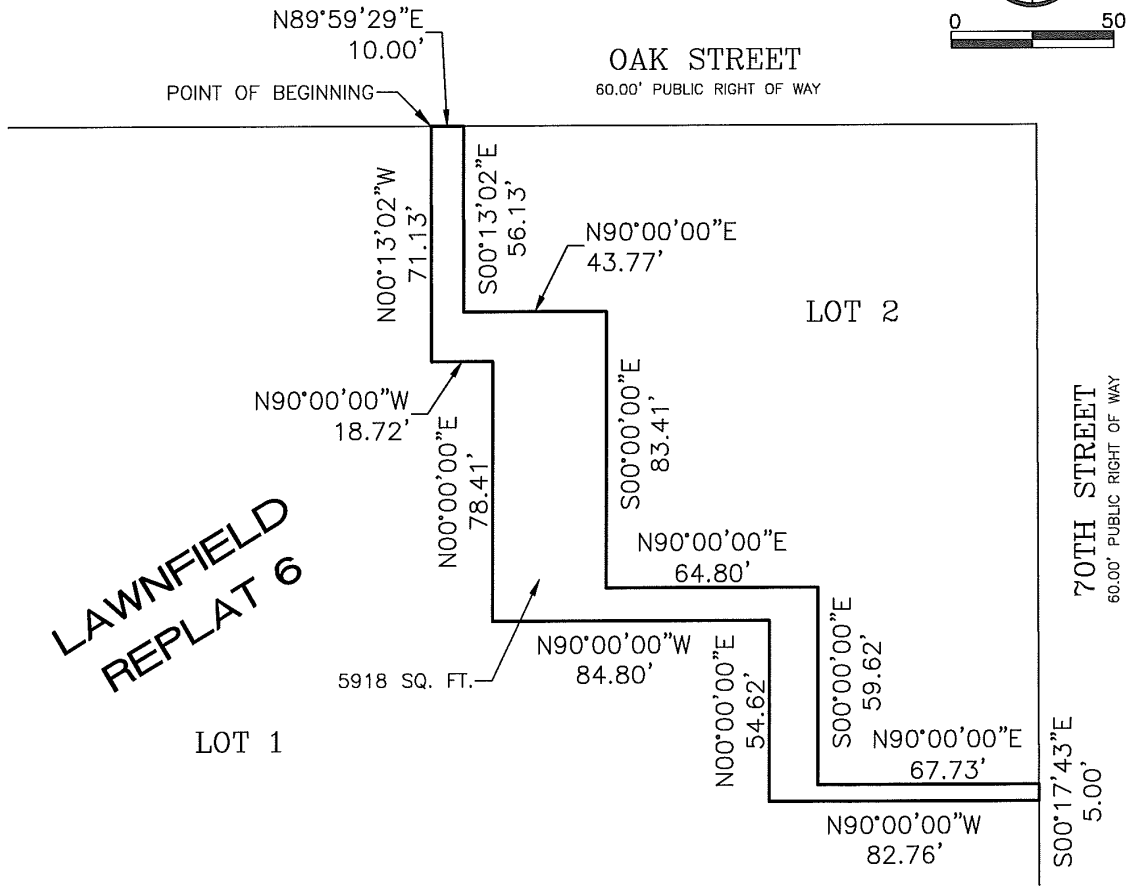 N89°59'29"E
10.00'
0 50
OAK STREET
60.00' PUBLIC RIGHT OF WAY
POINT OF BEGINNING
N00°13'02"W
71.13'
S00°13'02"E
56.13'
N90°00'00"E
43.77'
LOT 2
N90°00'00"W
18.72'
N00°00'00"E
78.41'
S00°00'00"E
83.41'
70TH STREET
60.00' PUBLIC RIGHT OF WAY
LAWNFIELD
REPLAT 6
N90°00'00"E
64.80'
N90°00'00"W
84.80'
5918 SQ. FT.
N00°00'00"E
54.62'
S00°00'00"E
59.62'
LOT 1
N90°00'00"E
67.73'
S00°17'43"E
5.00'
N90°00'00"W
82.76'